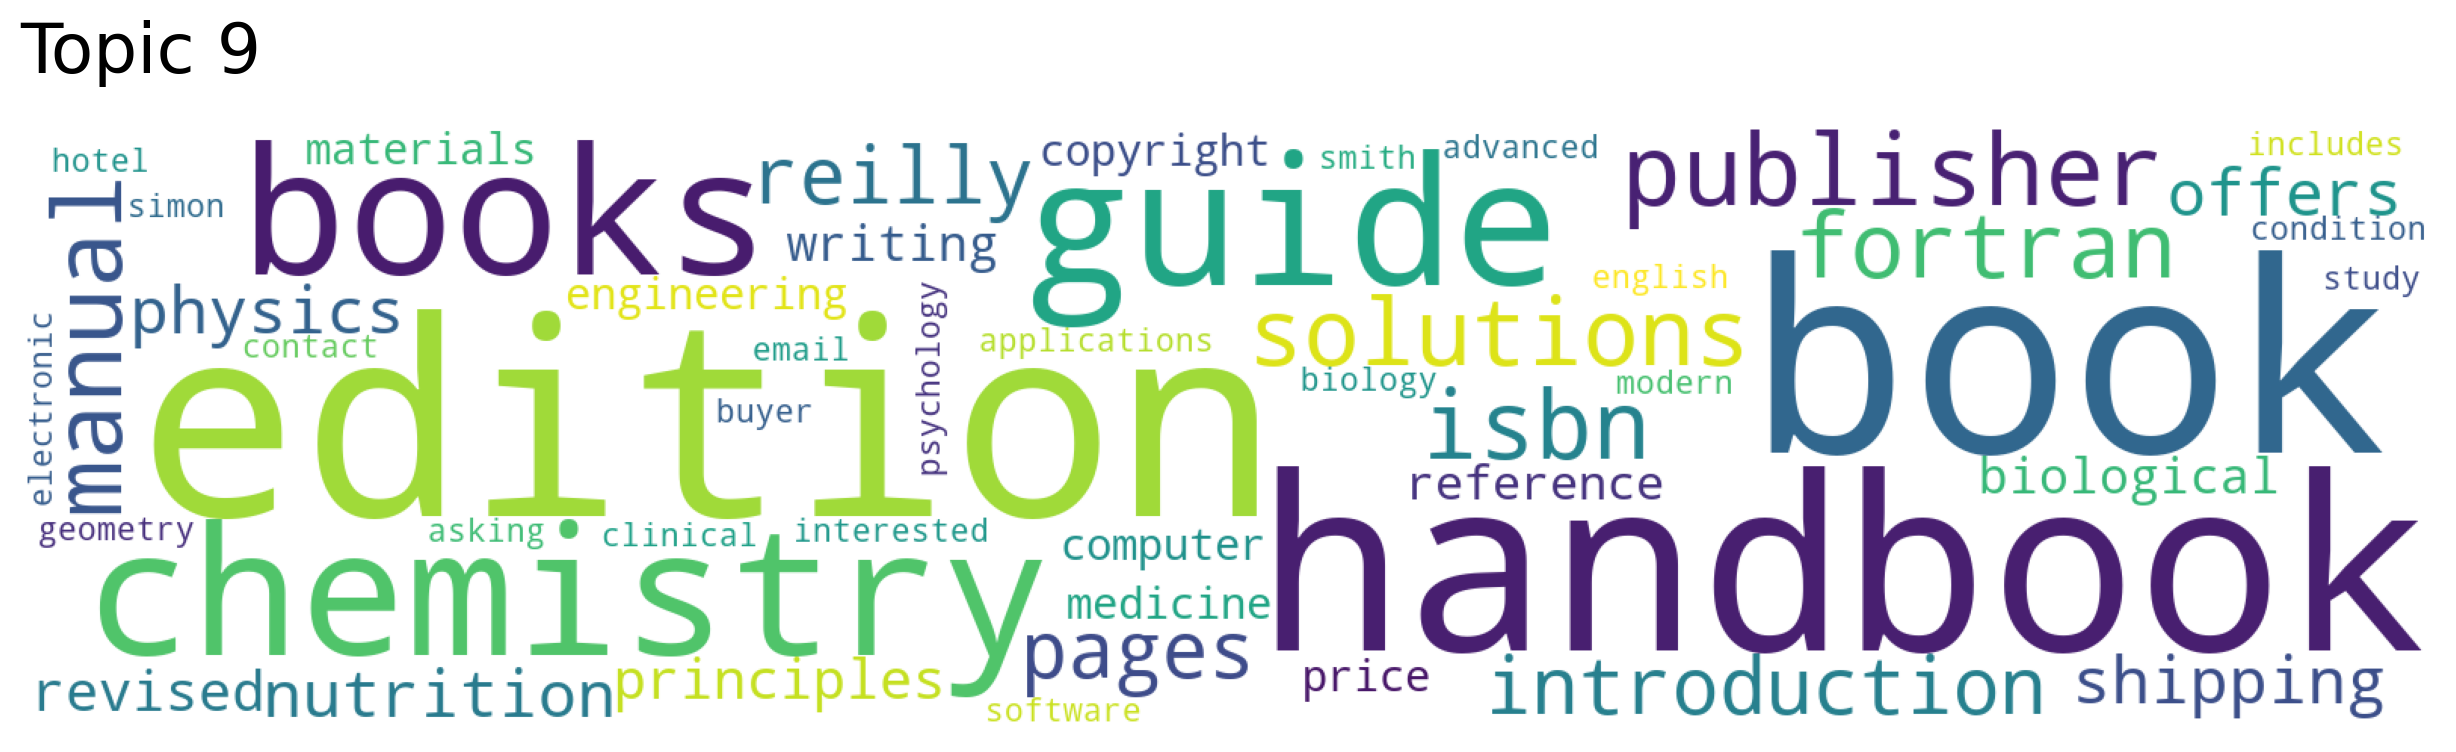 Topic 9
hotel
materials
books
reilly
copyright
smith
advanced
publisher
includes
simon
manual
writing
guide
offers
fortran
condition
physics
engineering
psychology
english
study
electronic
contact
edition
email
applications
solutions
book
buyer
biology
modern
isbn
reference
biological
geometry
asking
clinical
interested
computer
handbook
chemistry
medicine
pages
revised
nutrition
principles
software
price
introduction
shipping